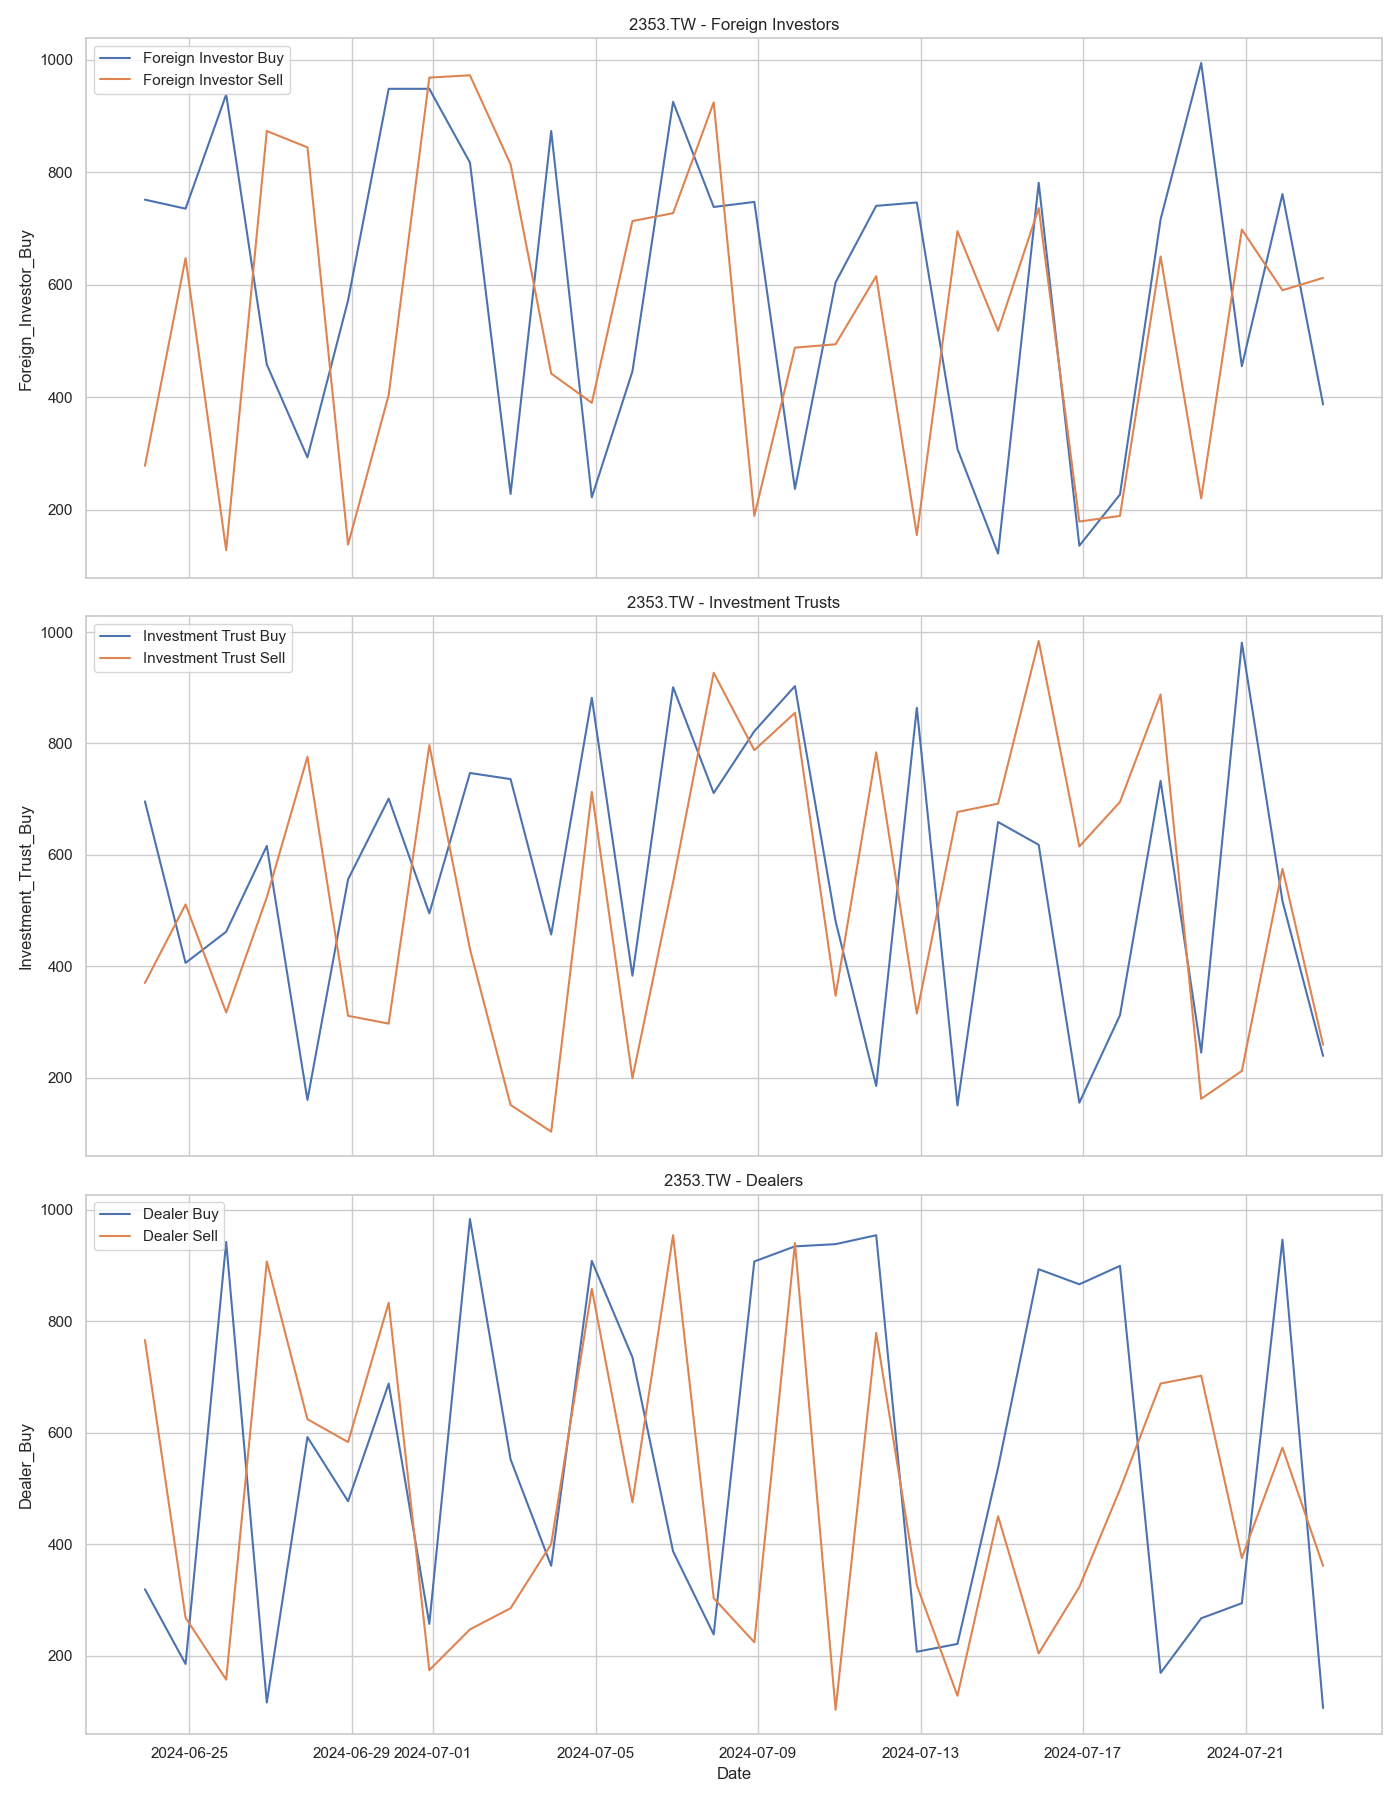 2353.TW - Foreign Investors
Foreign Investor Buy
Foreign Investor Sell
Foreign_Investor_Buy
1000
800
600
400
200
2353.TW - Investment Trusts
Investment Trust Buy
Investment Trust Sell
Investment_Trust_Buy
1000
800
600
400
200
2353.TW - Dealers
Dealer Buy
Dealer Sell
Dealer_Buy
1000
800
600
400
200
2024-06-25 2024-06-29 2024-07-01 2024-07-05 2024-07-09 2024-07-13 2024-07-17 2024-07-21
Date